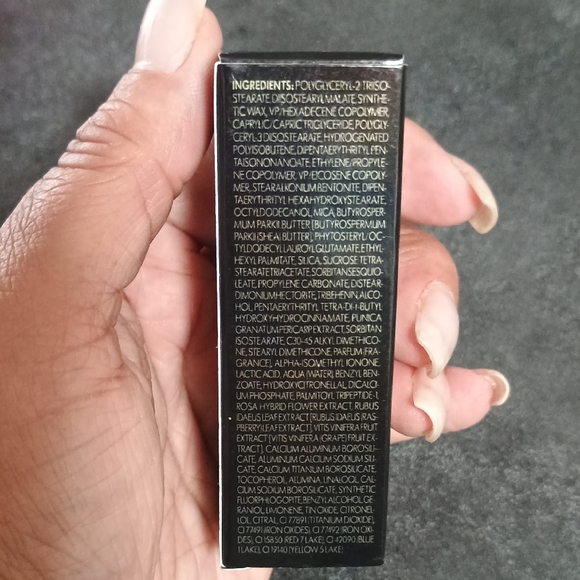 INGREDIENTS: POLYGLYCERYL-2 TRIISO-
STEARATE, DIISOSTEARYL MALATE, SYNTHE-
TIC WAX, VP/HEXADECENE COPOLYMER,
CAPRYLIC/CAPRIC TRIGLYCERIDE, POLYGLY-
CERYL-3 DIISOSTEARATE, HYDROGENATED
POLYISOBUTENE, DIPENTAERYTHRITYL PEN-
TAISONONANOATE, ETHYLENE/PROPYLE-
NE COPOLYMER, VP/EICOSENE COPOLY-
MER, STEARALKONIUM BENTONITE, DIPEN-
TAERYTHRITYL HEXAHYDROXYSTEARATE,
OCTYLDODECANOL, MICA, BUTYROSPER-
MUM PARKII BUTTER [BUTYROSPERMUM
PARKII (SHEA) BUTTER], PHYTOSTERYL/OC-
TYLDODECYL LAUROYL GLUTAMATE, ETHYL-
HEXYL PALMITATE, SILICA, SUCROSE TETRA-
STEARATE TRIACETATE, SORBITAN SESQUIO-
LEATE, PROPYLENE CARBONATE, DISTEAR-
DIMONIUM HECTORITE, TRIBEHENIN, ALCO-
HOL, PENTAERYTHRITYL TETRA-DI-t-BUTYL
HYDROXYHYDROCINNAMATE, PUNICA
GRANATUM PERICARP EXTRACT, SORBITAN
ISOSTEARATE, C30-45 ALKYL DIMETHICO-
NE, STEARYL DIMETHICONE, PARFUM (FRA-
GRANCE), ALPHA-ISOMETHYL IONONE,
LACTIC ACID, AQUA (WATER), BENZYL BEN-
ZOATE, HYDROXYCITRONELLAL, DICALCI-
UM PHOSPHATE, PALMITOYL TRIPEPTIDE-1,
ROSA HYBRID FLOWER EXTRACT, RUBUS
IDAEUS LEAF EXTRACT [RUBUS IDAEUS (RAS-
PBERRY) LEAF EXTRACT], VITIS VINIFERA FRUIT
EXTRACT [VITIS VINIFERA (GRAPE) FRUIT EX-
TRACT], CALCIUM ALUMINUM BOROSILI-
CATE, ALUMINUM CALCIUM SODIUM SILI-
CATE, CALCIUM TITANIUM BOROSILICATE,
TOCOPHEROL, ALUMINA, LINALOOL, CAL-
CIUM SODIUM BOROSILICATE, SYNTHETIC
FLUORPHLOGOPITE, BENZYL ALCOHOL, GE-
RANIOL, LIMONENE, TIN OXIDE, CITRONEL-
LOL, CITRAL, CI 77891 (TITANIUM DIOXIDE),
CI 77491 (IRON OXIDES), CI 77492 (IRON OXI-
DES), CI 15850 (RED 7 LAKE), CI 42090 (BLUE
1 LAKE), CI 19140 (YELLOW 5 LAKE)